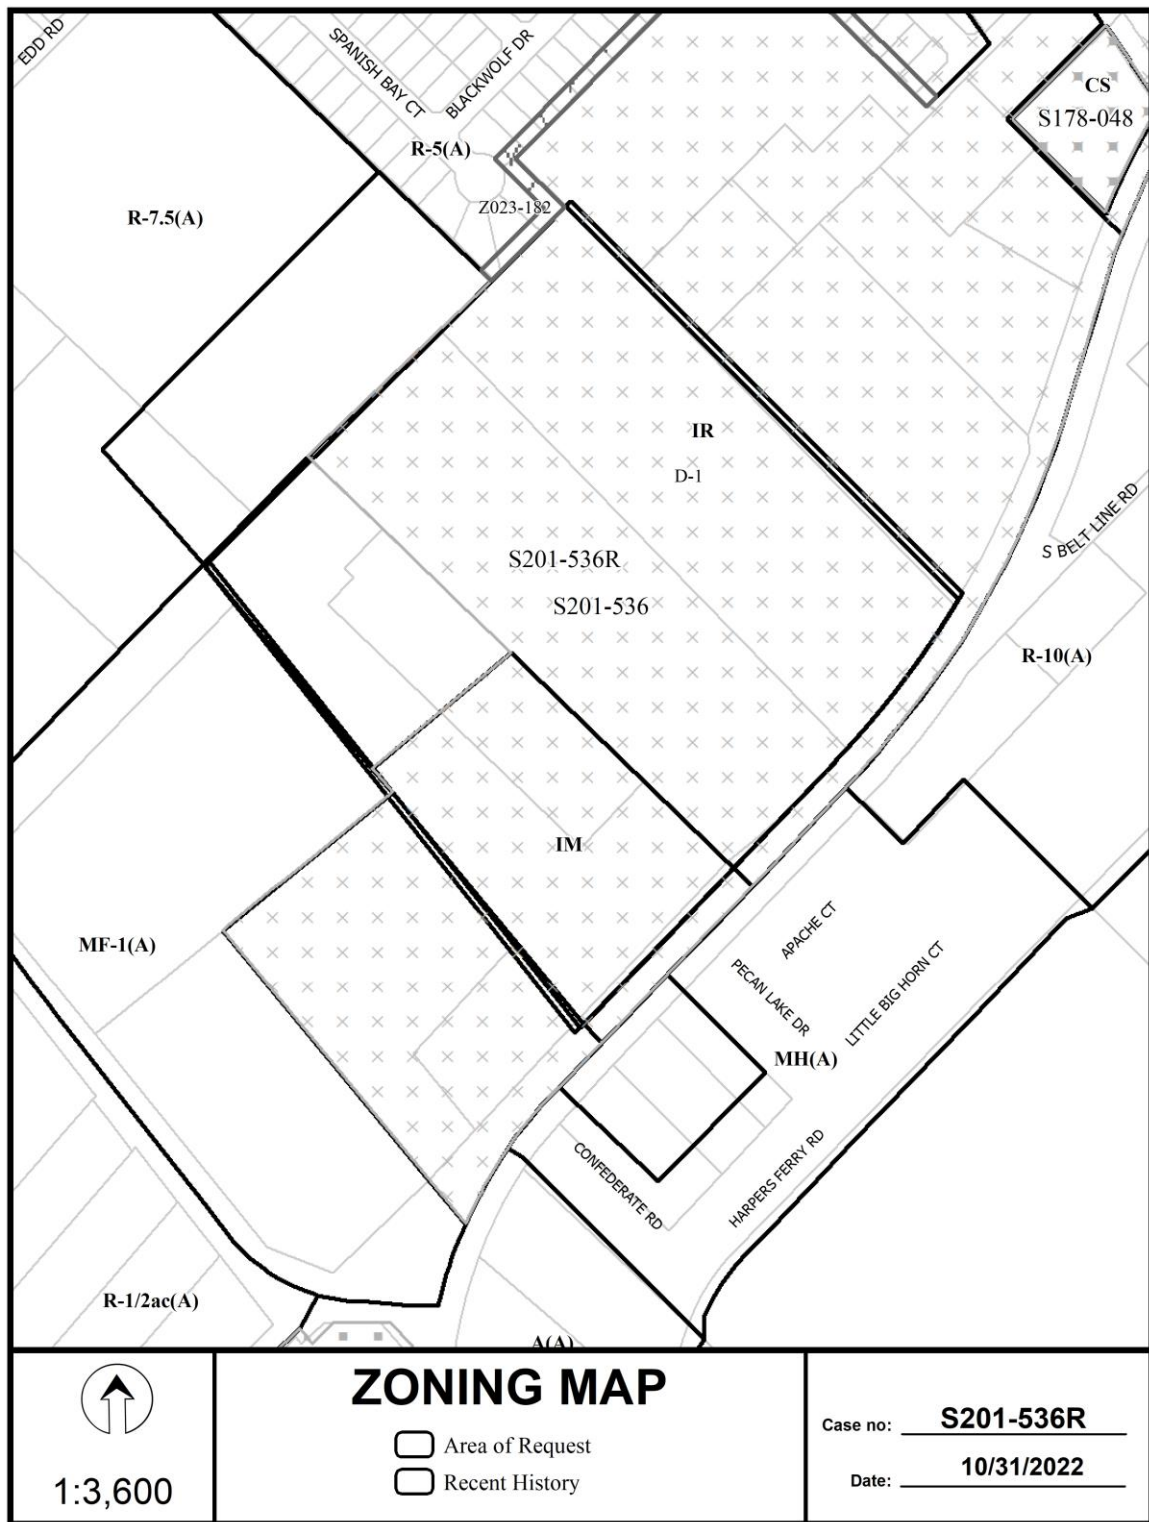 EDD RD
SPANISH BAY CT
BLACKWOLF DR
CS
S178-048
R-5(A)
Z023-182
R-7.5(A)
IR
D-1
S201-536R
S201-536
S BELT LINE RD
R-10(A)
IM
MF-1(A)
APACHE CT
PECAN LAKE DR
LITTLE BIG HORN CT
MH(A)
CONFEDERATE RD
HARPERS FERRY RD
R-1/2ac(A)
A(A)
1:3,600
ZONING MAP
Area of Request
Recent History
Case no: S201-536R
Date: 10/31/2022